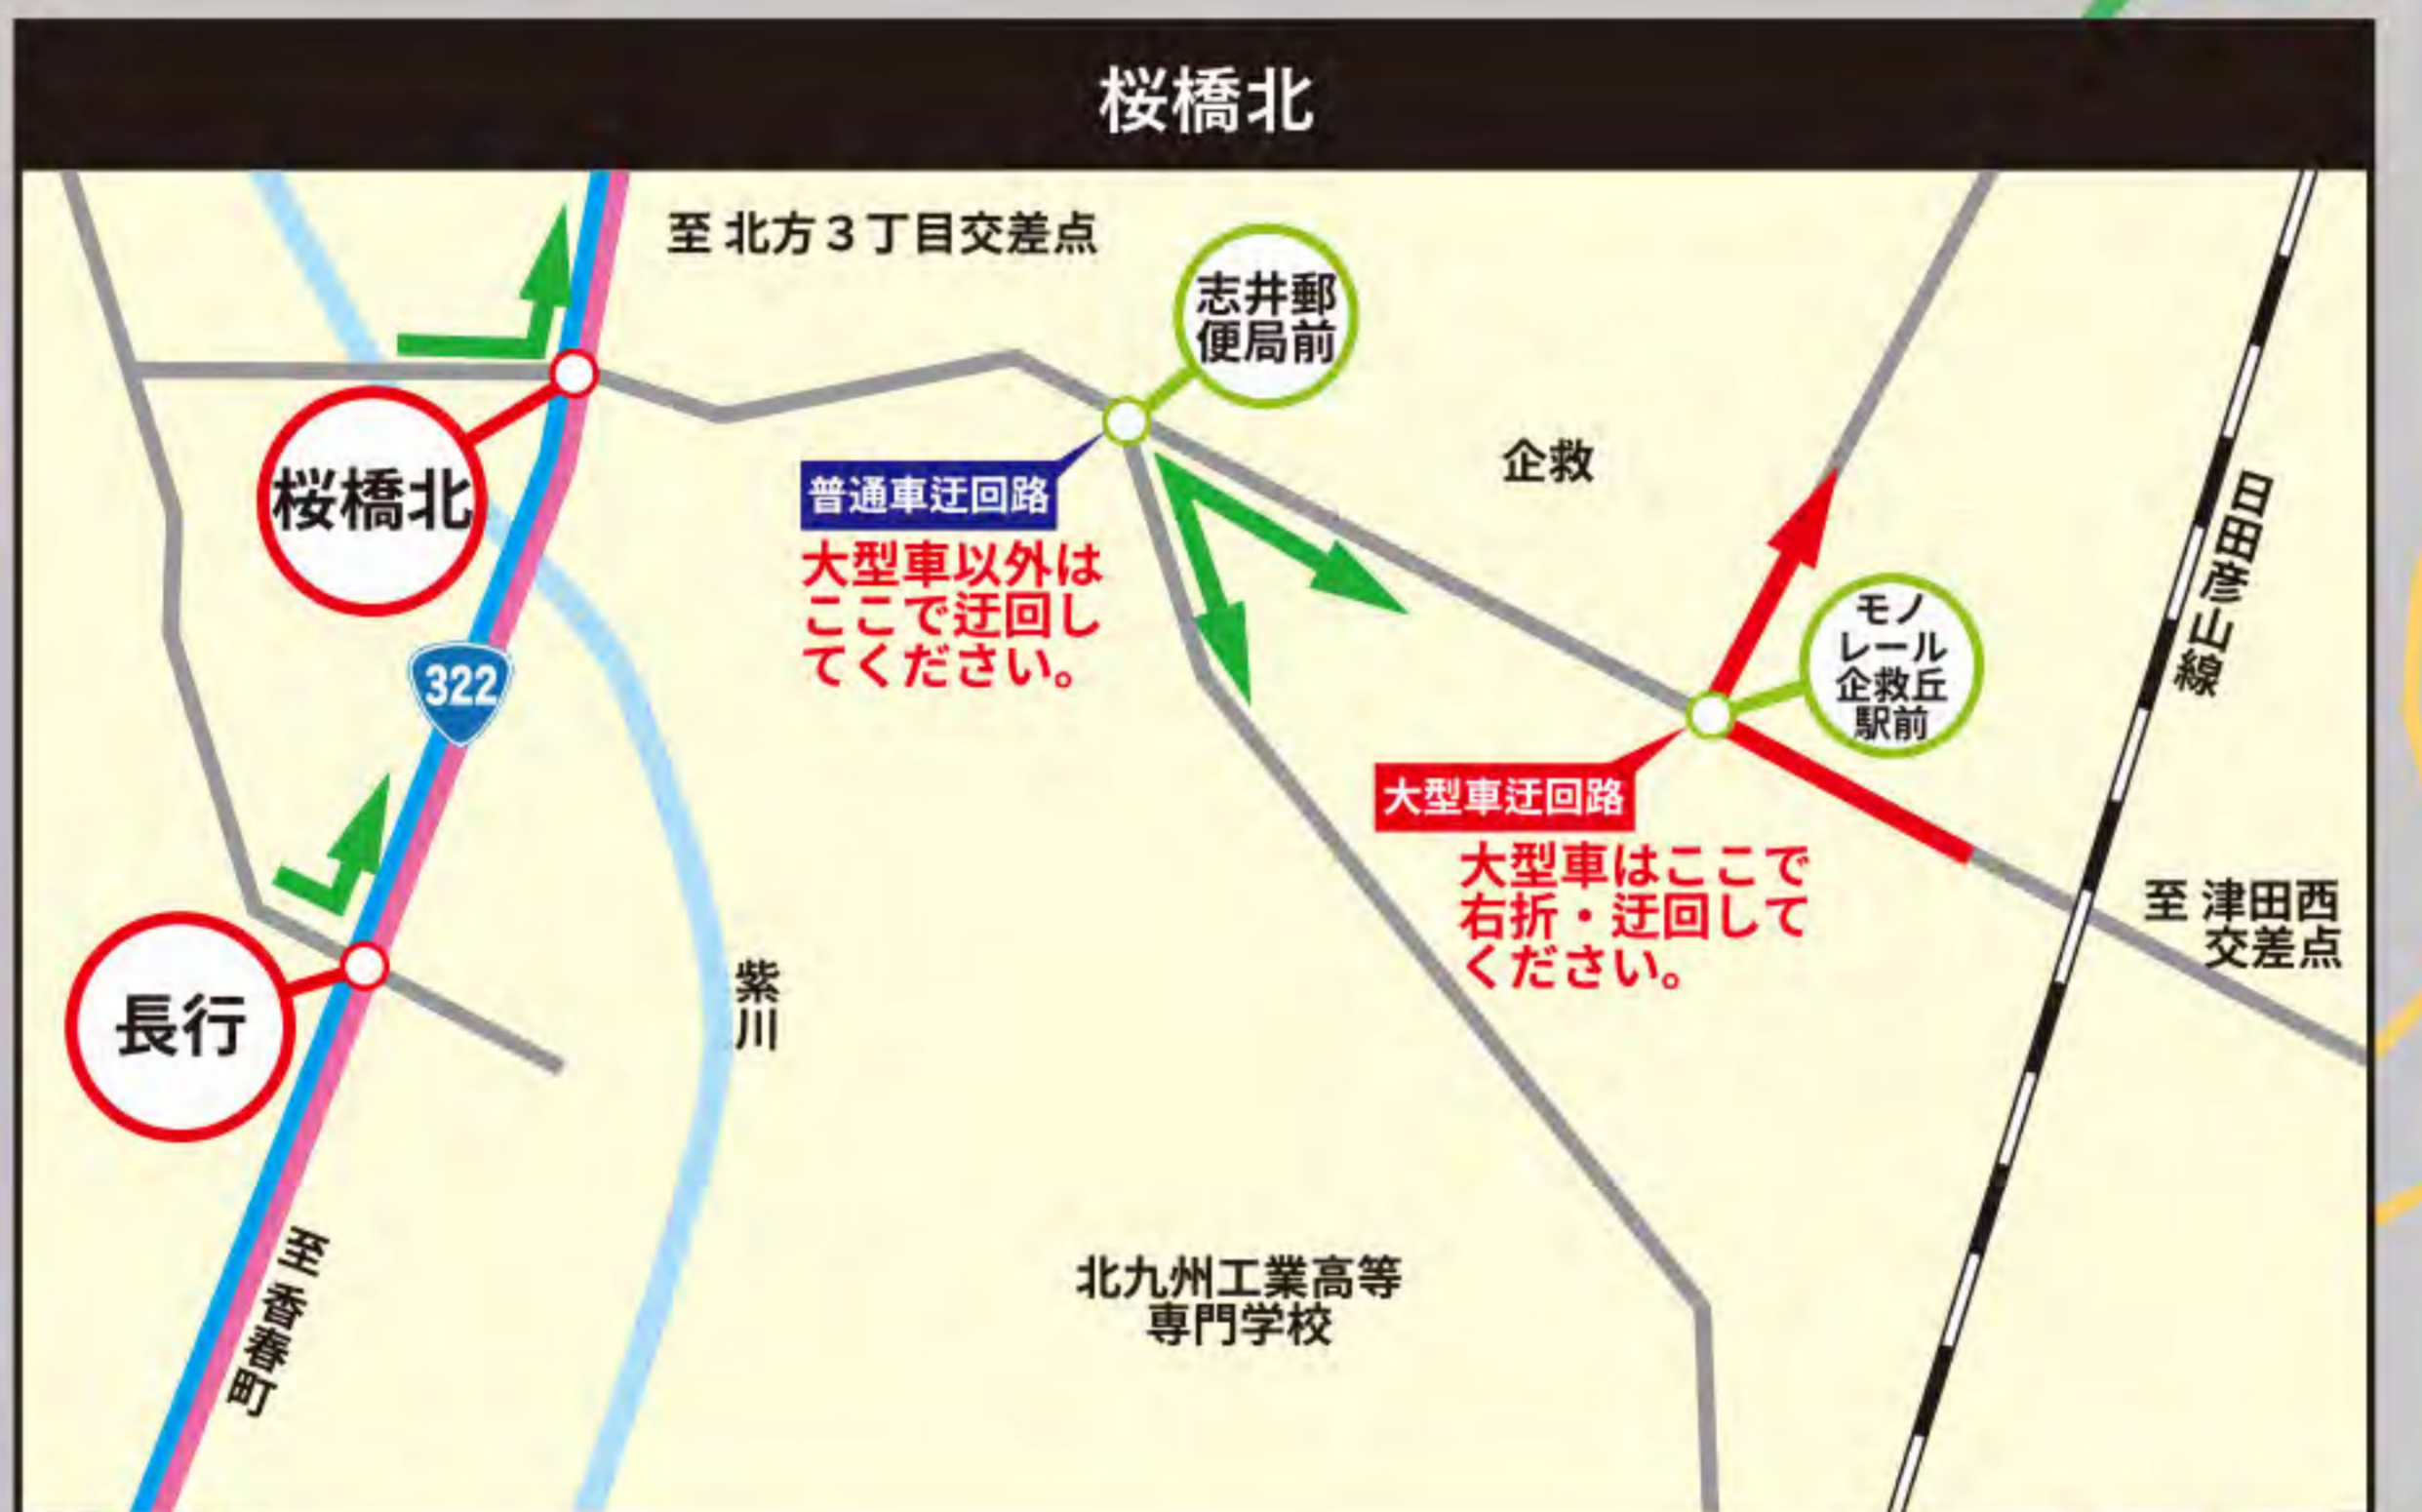 桜橋北
至 北方３丁目交差点
志井郵
便局前
桜橋北
普通車迂回路
大型車以外は
ここで迂回し
てください。
企救
日田彦山線
322
モノ
レール
企救丘
駅前
大型車迂回路
大型車はここで
右折・迂回して
ください。
至 津田西
交差点
長行
紫川
至 香春町
北九州工業高等
専門学校